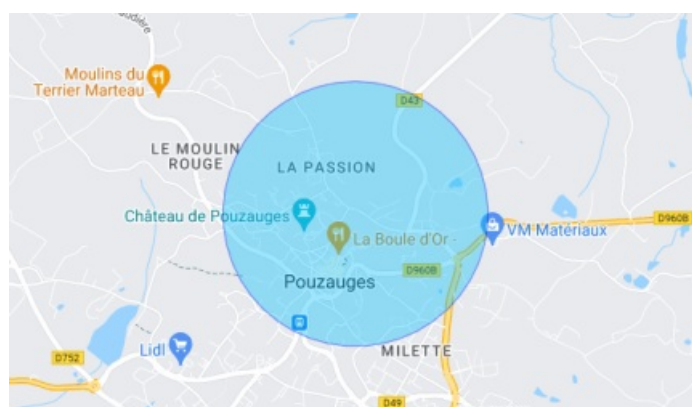 Moulins du
Terrier Marteau
D43
LE MOULIN
ROUGE
LA PASSION
Château de Pouzauges
La Boule d'Or -
VM Matériaux
D960B
D960B
Pouzauges
Lidl
MILETTE
D752
D49